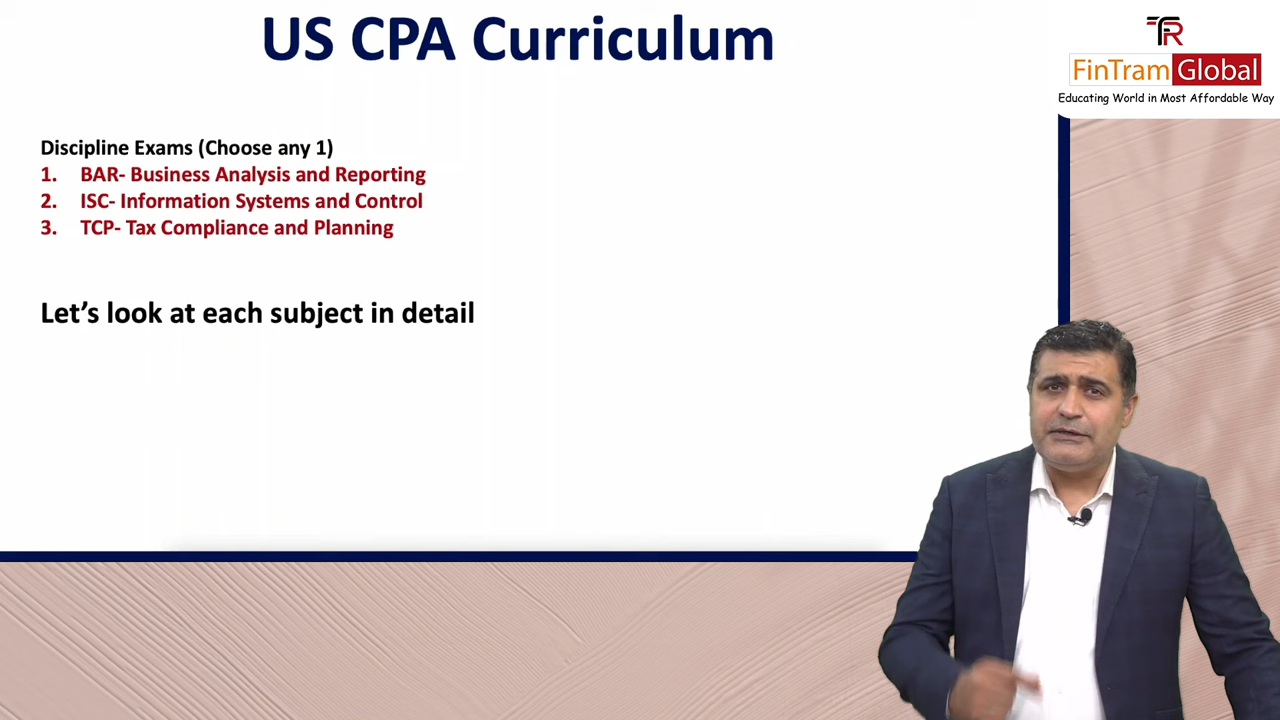 US CPA Curriculum
TR
FinTram Global
Educating World in Most Affordable Way
Discipline Exams (Choose any 1)
1. BAR- Business Analysis and Reporting
2. ISC- Information Systems and Control
3. TCP- Tax Compliance and Planning
Let’s look at each subject in detail